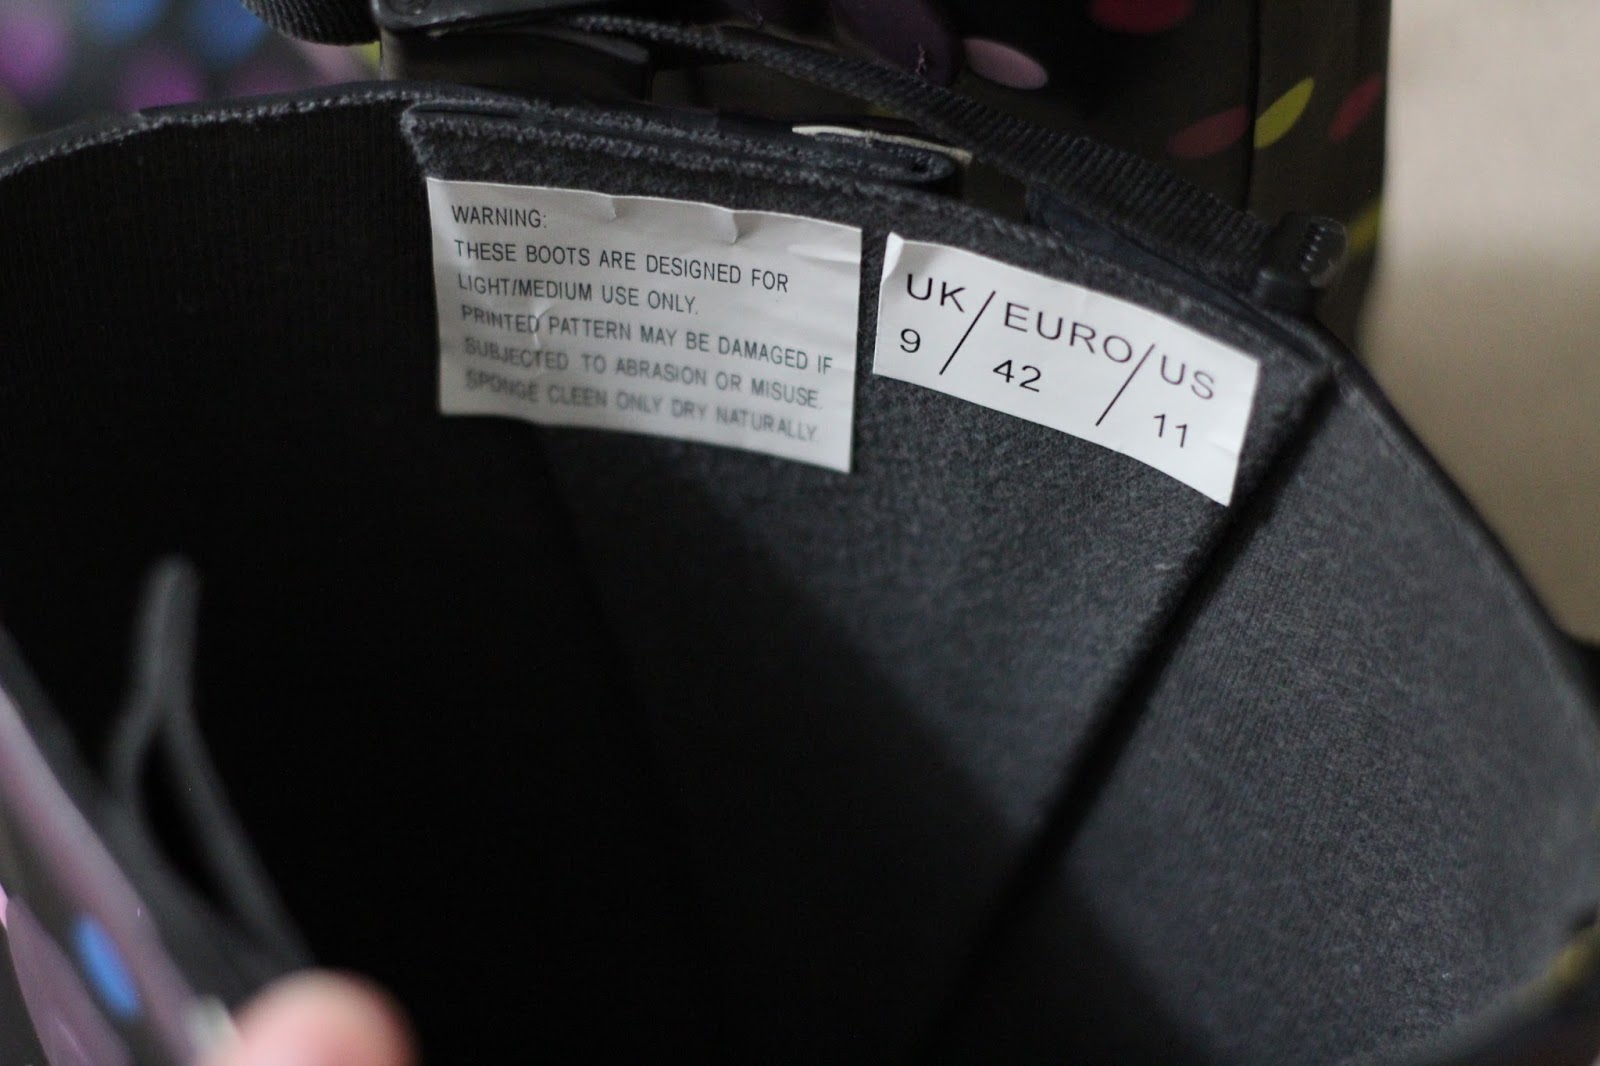 WARNING:
THESE BOOTS ARE DESIGNED FOR
LIGHT/MEDIUM USE ONLY.
PRINTED PATTERN MAY BE DAMAGED IF
SUBJECTED TO ABRASION OR MISUSE.
SPONGE CLEEN ONLY DRY NATURALLY.
UK/EURO/US
9/42/11